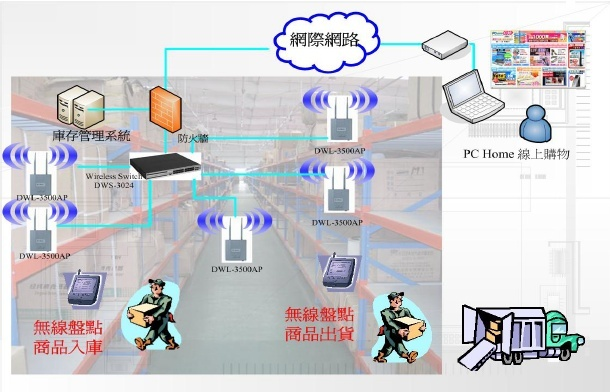 網際網路
庫存管理系統
防火牆
PC Home 線上購物
Wireless Switch
DWS-3024
DWL-3500AP
DWL-3500AP
DWL-3500AP
DWL-3500AP
DWL-3500AP
無線盤點
商品入庫
無線盤點
商品出貨